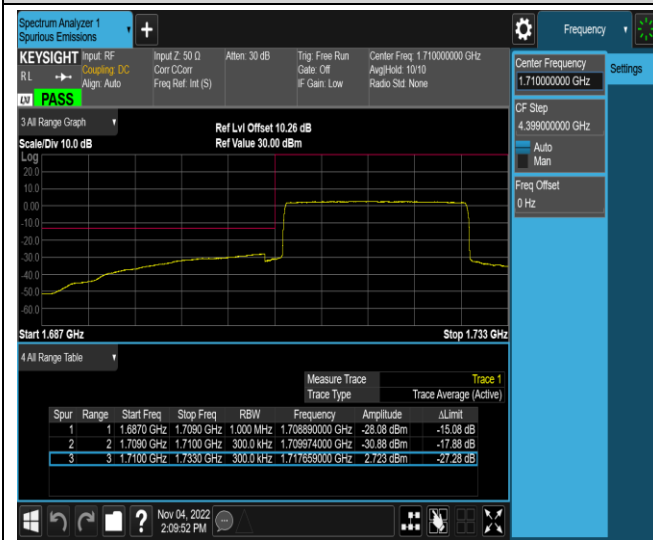 Spectrum Analyzer 1
Spurious Emissions
Frequency
KEYSIGHT
RL
LXI PASS
Input: RF
Coupling: DC
Align: Auto
Input Z: 50 Ω
Corr CCorr
Freq Ref: Int (S)
Atten: 30 dB
Trig: Free Run
Gate: Off
IF Gain: Low
Center Freq: 1.710000000 GHz
Avg|Hold: 10/10
Radio Std: None
Center Frequency
1.710000000 GHz
Settings
CF Step
4.399000000 GHz
Auto
Man
Freq Offset
0 Hz
3 All Range Graph
Scale/Div 10.0 dB
Ref Lvl Offset 10.26 dB
Ref Value 30.00 dBm
Log
20.0
10.0
0.00
-10.0
-20.0
-30.0
-40.0
-50.0
-60.0
Start 1.687 GHz Stop 1.733 GHz
4 All Range Table
Measure Trace Trace 1
Trace Type Trace Average (Active)
Spur Range Start Freq Stop Freq RBW Frequency Amplitude ΔLimit
1 1 1.6870 GHz 1.7090 GHz 1.000 MHz 1.708890000 GHz -28.08 dBm -15.08 dB
2 2 1.7090 GHz 1.7100 GHz 300.0 kHz 1.709974000 GHz -30.88 dBm -17.88 dB
3 3 1.7100 GHz 1.7330 GHz 300.0 kHz 1.717659000 GHz 2.723 dBm -27.28 dB
Nov 04, 2022
2:09:52 PM